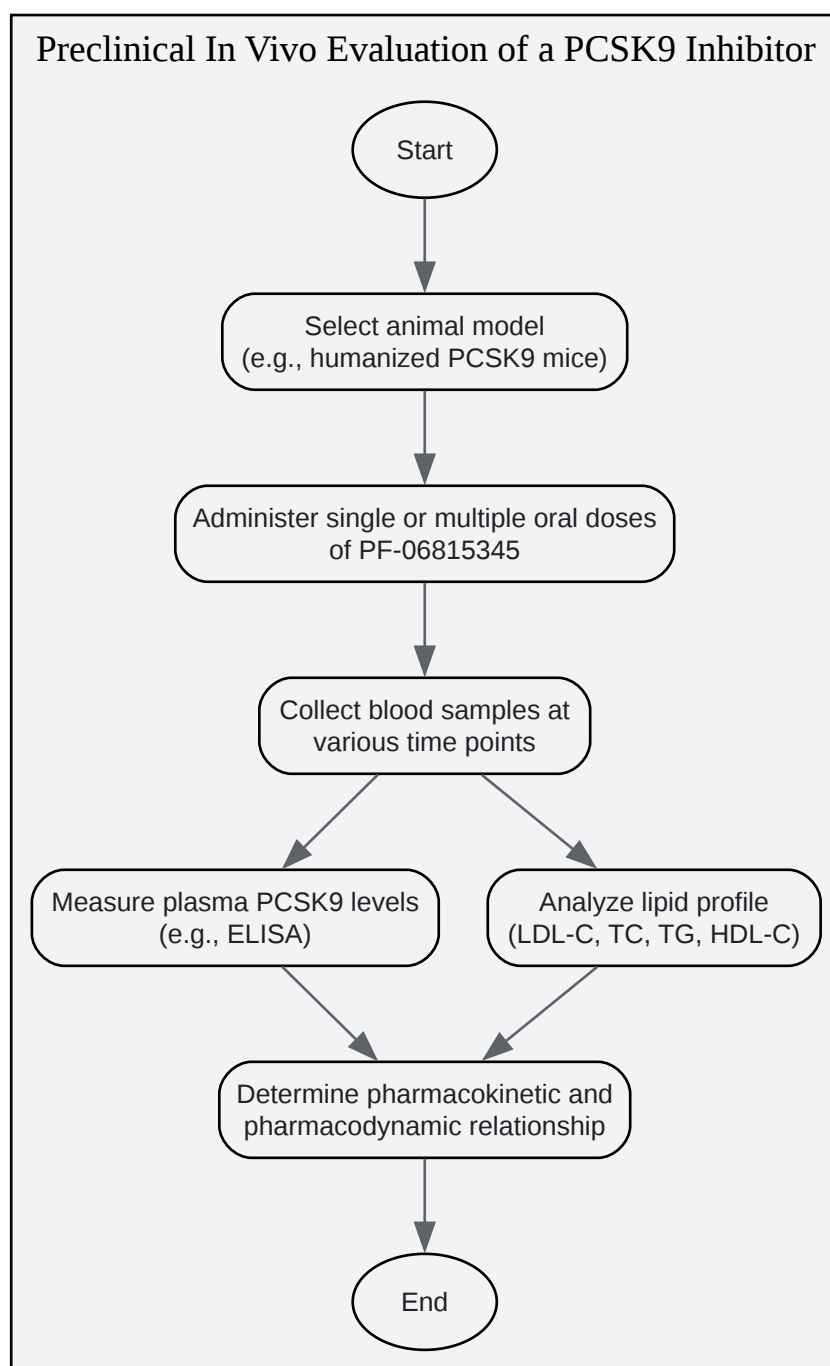 Preclinical In Vivo Evaluation of a PCSK9 Inhibitor
Start
Select animal model
(e.g., humanized PCSK9 mice)
Administer single or multiple oral doses
of PF-06815345
Collect blood samples at
various time points
Measure plasma PCSK9 levels
(e.g., ELISA)
Analyze lipid profile
(LDL-C, TC, TG, HDL-C)
Determine pharmacokinetic and
pharmacodynamic relationship
End